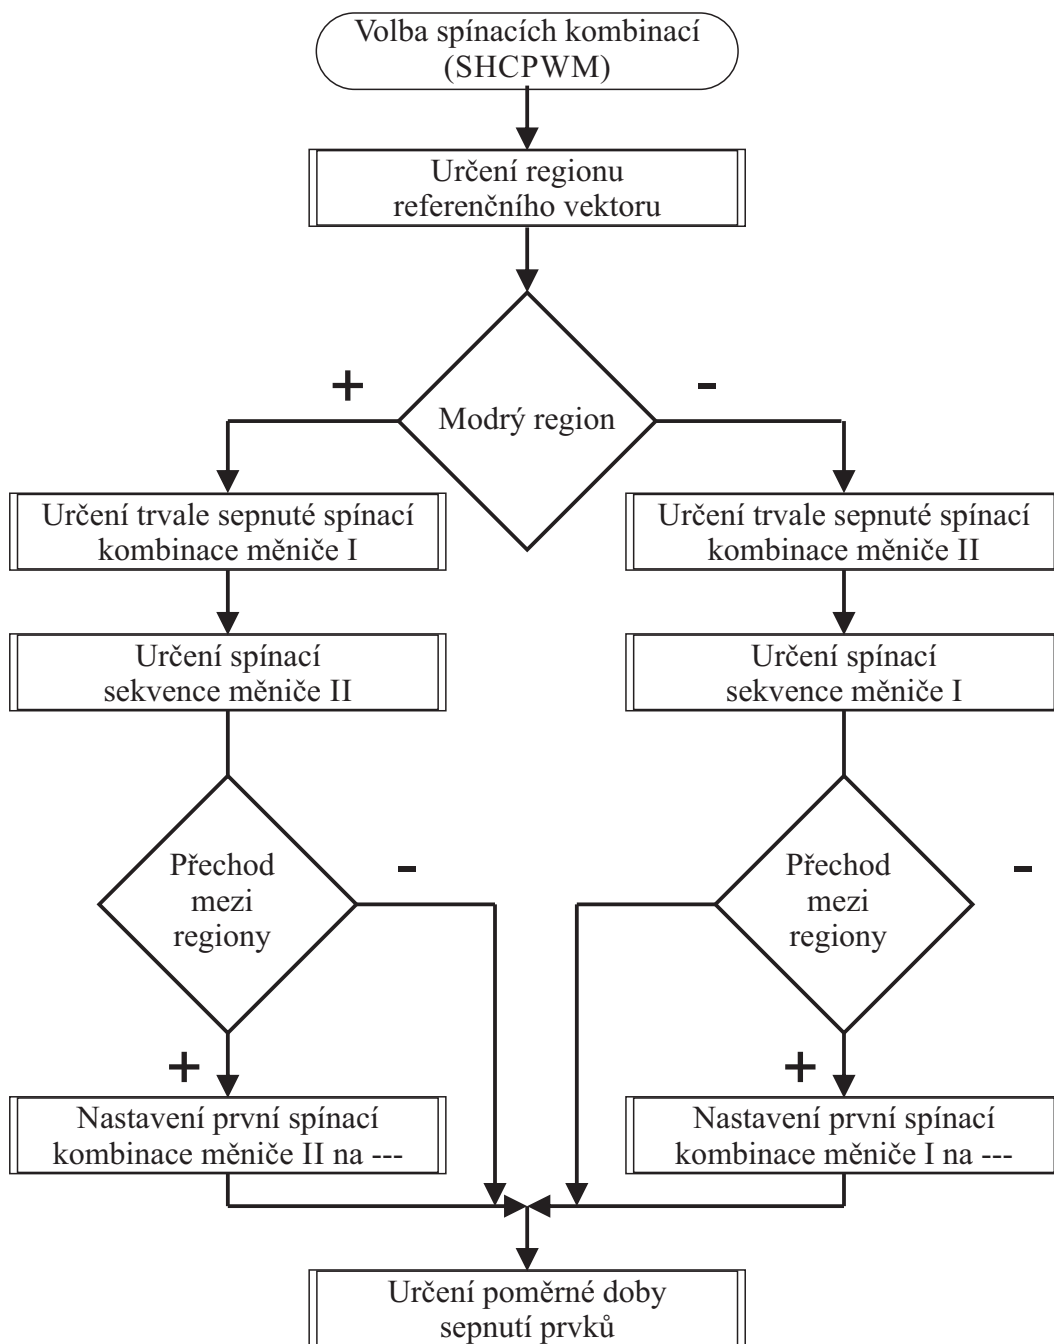 Volba spínacích kombinací
(SHCPWM)
Určení regionu
referenčního vektoru
+
-
Modrý region
Určení trvale sepnuté spínací
kombinace měniče I
Určení trvale sepnuté spínací
kombinace měniče II
Určení spínací
sekvence měniče II
Určení spínací
sekvence měniče I
Přechod
mezi
regiony
-
Přechod
mezi
regiony
-
+
+
Nastavení první spínací
kombinace měniče II na ---
Nastavení první spínací
kombinace měniče I na ---
Určení poměrné doby
sepnutí prvků